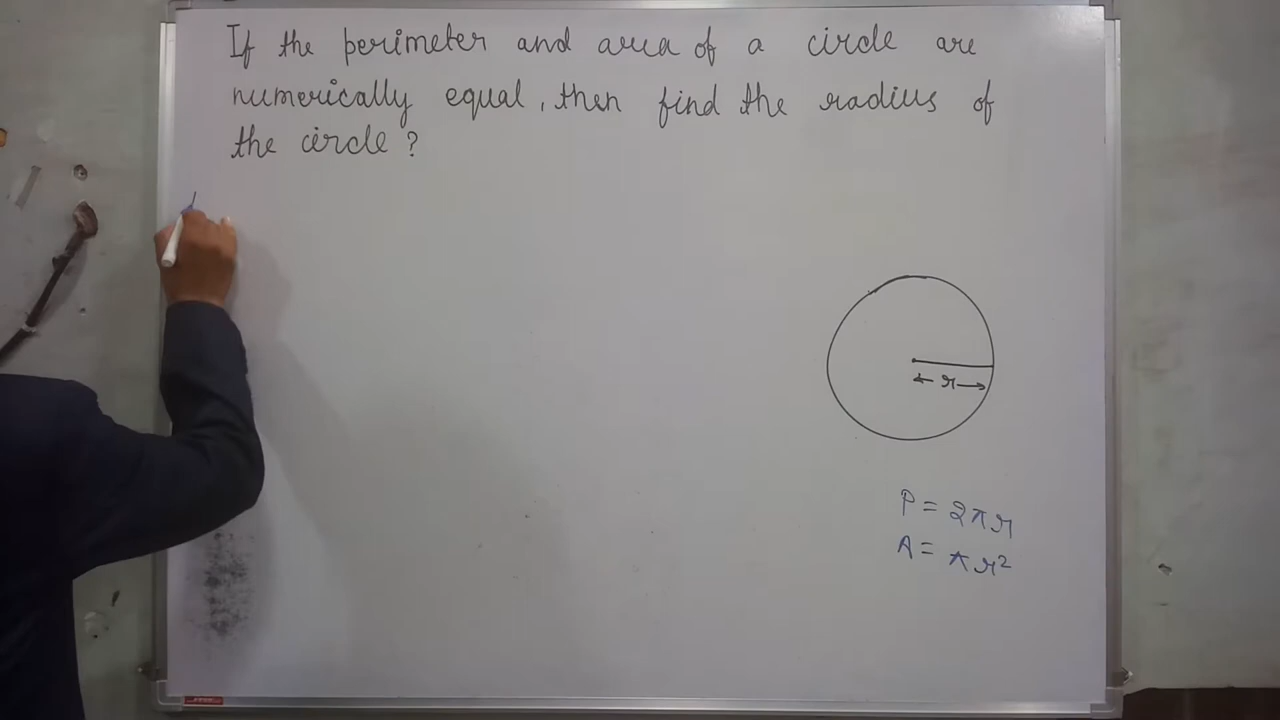 If the perimeter and area of a circle are
numerically equal, then find the radius of
the circle?
r
P = 2πr
A = πr²